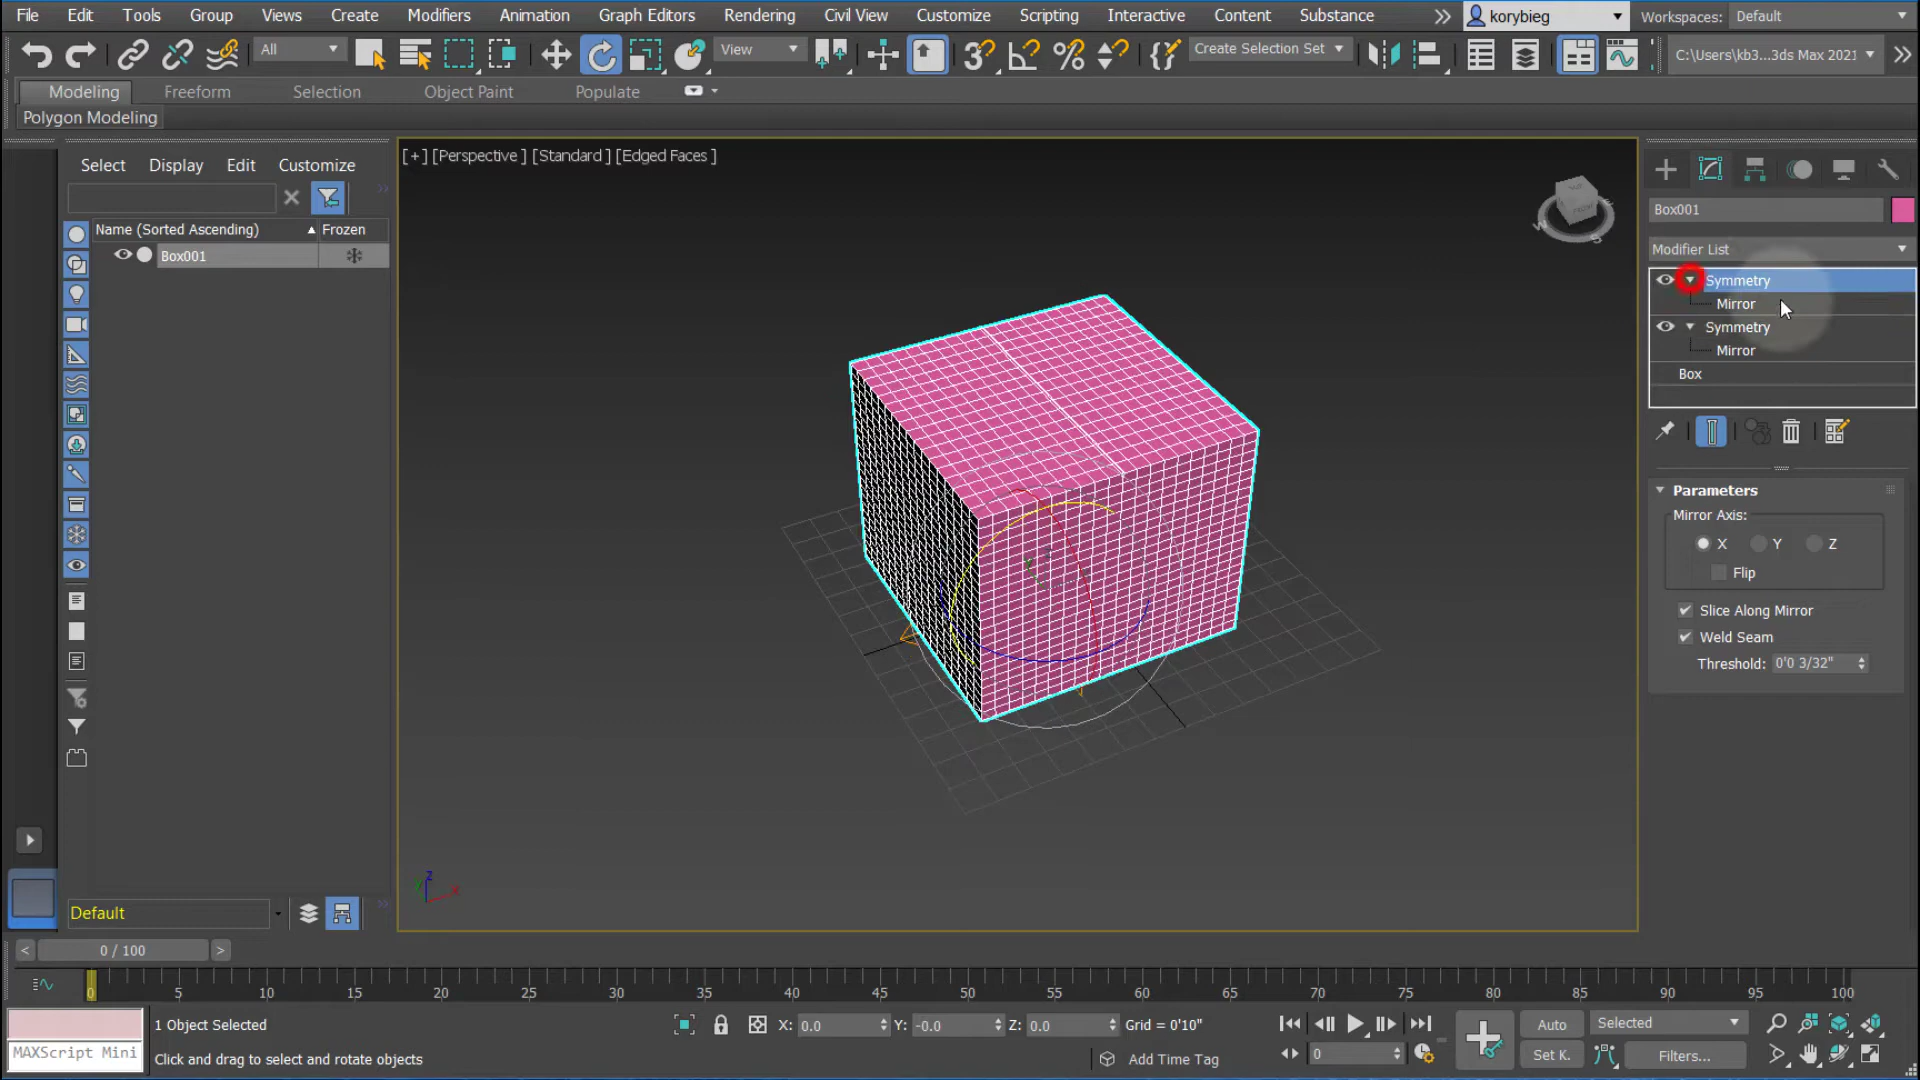 File Edit Tools Group Views Create Modifiers Animation Graph Editors Rendering Civil View Customize Scripting Interactive Content Substance korybieg Workspaces: Default
All View Create Selection Set C:\Users\kb3...3ds Max 2021
Modeling Freeform Selection Object Paint Populate
Polygon Modeling
Select Display Edit Customize
[+] [Perspective ] [Standard ] [Edged Faces ]
Name (Sorted Ascending) Frozen
Box001
Box001
Modifier List
Symmetry
Mirror
Symmetry
Mirror
Box
Parameters
Mirror Axis:
X Y Z
Flip
Slice Along Mirror
Weld Seam
Threshold: 0'0 3/32"
Default
z
x
< 0 / 100 >
0 5 10 15 20 25 30 35 40 45 50 55 60 65 70 75 80 85 90 95 100
1 Object Selected X: 0.0 Y: -0.0 Z: 0.0 Grid = 0'10" Auto Selected
MAXScript Mini Click and drag to select and rotate objects Add Time Tag 0 Set K. Filters...